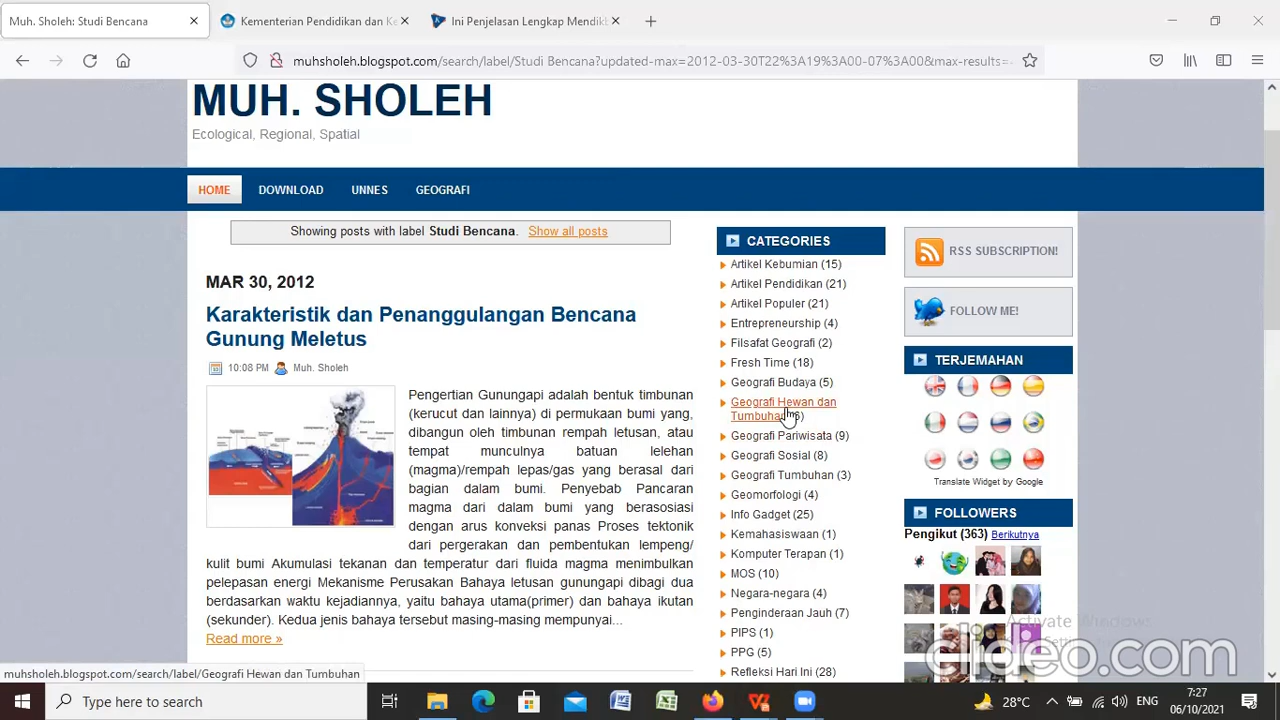 Muh. Sholeh: Studi Bencana
Kementerian Pendidikan dan Ke
Ini Penjelasan Lengkap Mendikb
muhsholeh.blogspot.com/search/label/Studi Bencana?updated-max=2012-03-30T22%3A19%3A00-07%3A00&max-results=
MUH. SHOLEH
Ecological, Regional, Spatial
HOME DOWNLOAD UNNES GEOGRAFI
Showing posts with label Studi Bencana. Show all posts
MAR 30, 2012
Karakteristik dan Penanggulangan Bencana
Gunung Meletus
10:08 PM Muh. Sholeh
Pengertian Gunungapi adalah bentuk timbunan
(kerucut dan lainnya) di permukaan bumi yang,
dibangun oleh timbunan rempah letusan, atau
tempat munculnya batuan lelehan
(magma)/rempah lepas/gas yang berasal dari
bagian dalam bumi. Penyebab Pancaran
magma dari dalam bumi yang berasosiasi
dengan arus konveksi panas Proses tektonik
dari pergerakan dan pembentukan lempeng/
kulit bumi Akumulasi tekanan dan temperatur dari fluida magma menimbulkan
pelepasan energi Mekanisme Perusakan Bahaya letusan gunungapi dibagi dua
berdasarkan waktu kejadiannya, yaitu bahaya utama(primer) dan bahaya ikutan
(sekunder). Kedua jenis bahaya tersebut masing-masing mempunyai...
Read more »
CATEGORIES
Artikel Kebumian (15)
Artikel Pendidikan (21)
Artikel Populer (21)
Entrepreneurship (4)
Filsafat Geografi (2)
Fresh Time (18)
Geografi Budaya (5)
Geografi Hewan dan
Tumbuhan 6)
Geografi Pariwisata (9)
Geografi Sosial (8)
Geografi Tumbuhan (3)
Geomorfologi (4)
Info Gadget (25)
Kemahasiswaan (1)
Komputer Terapan (1)
MOS (10)
Negara-negara (4)
Penginderaan Jauh (7)
PIPS (1)
PPG (5)
Refleksi Hari Ini (28)
RSS SUBSCRIPTION!
FOLLOW ME!
TERJEMAHAN
Translate Widget by Google
FOLLOWERS
Pengikut (363) Berikutnya
Activate Windows
clideo.com
muhsholeh.blogspot.com/search/label/Geografi Hewan dan Tumbuhan
Type here to search
28°C
ENG
7:27
06/10/2021